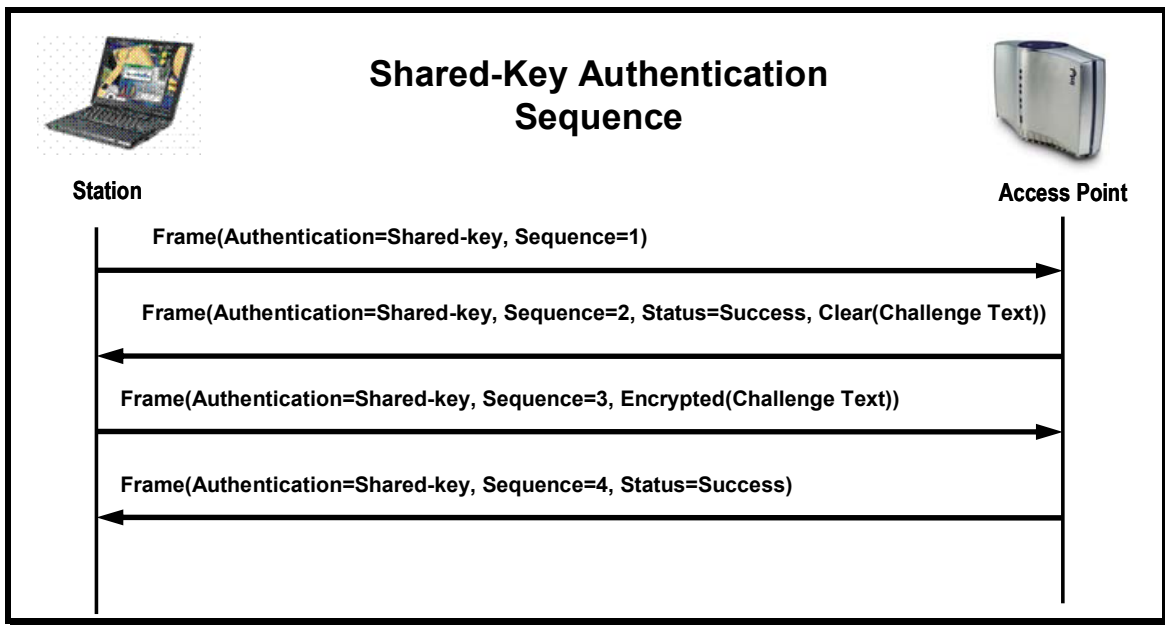 Shared-Key Authentication
Sequence
Station
Access Point
Frame(Authentication=Shared-key, Sequence=1)
Frame(Authentication=Shared-key, Sequence=2, Status=Success, Clear(Challenge Text))
Frame(Authentication=Shared-key, Sequence=3, Encrypted(Challenge Text))
Frame(Authentication=Shared-key, Sequence=4, Status=Success)